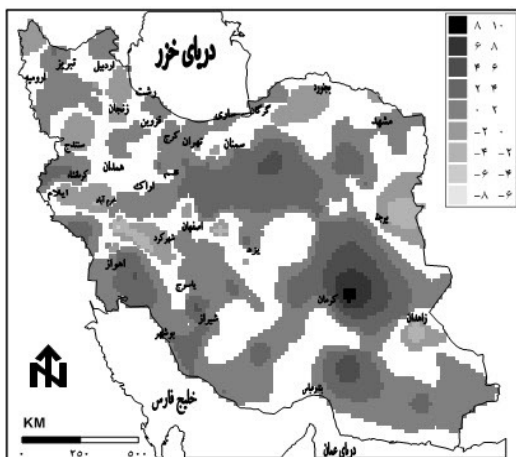 دریای خزر
اردبیل
تبریز
ارومیه
رشت
زنجان
گرگان
بجنورد
ساری
مشهد
قزوین
کرج
تهران
سمنان
سنندج
همدان
قم
کرمانشاه
اراک
ایلام
خرم آباد
بیرجند
اصفهان
شهرکرد
یزد
اهواز
یاسوج
کرمان
شیراز
زاهدان
بوشهر
بندرعباس
خلیج فارس
دریای عمان
۸ ۱۰
۶ ۸
۴ ۶
۲ ۴
۰ ۲
-۲ ۰
-۴ -۲
-۶ -۴
-۸ -۶
N
KM
۰ ۲۵۰ ۵۰۰